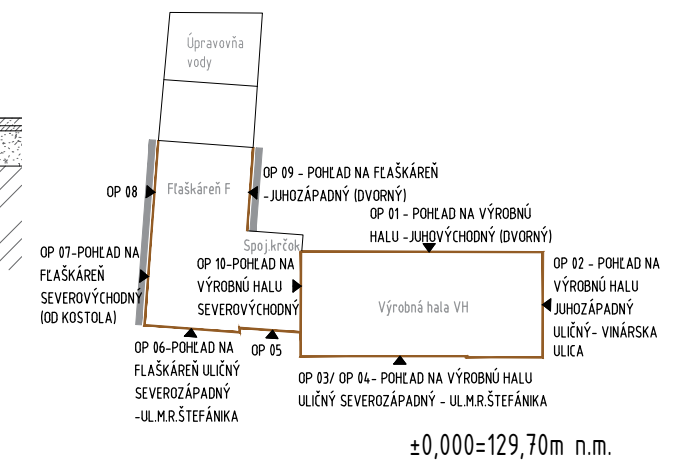 Úpravovňa
vody
OP 09 - POHĽAD NA FĽAŠKÁREŇ
-JUHOZÁPADNÝ (DVORNÝ)
OP 08
Fľaškáreň F
OP 01 - POHĽAD NA VÝROBNÚ
HALU -JUHOVÝCHODNÝ (DVORNÝ)
Spoj.krčok
OP 07-POHĽAD NA
FĽAŠKÁREŇ
SEVEROVÝCHODNÝ
(OD KOSTOLA)
OP 10-POHĽAD NA
VÝROBNÚ HALU
SEVEROVÝCHODNÝ
OP 02 - POHĽAD NA
VÝROBNÚ HALU
JUHOZÁPADNÝ
ULIČNÝ- VINÁRSKA
ULICA
Výrobná hala VH
OP 06-POHĽAD NA
FLAŠKÁREŇ ULIČNÝ
SEVEROZÁPADNÝ
-UL.M.R.ŠTEFÁNIKA
OP 05
OP 03/ OP 04- POHĽAD NA VÝROBNÚ HALU
ULIČNÝ SEVEROZÁPADNÝ - UL.M.R.ŠTEFÁNIKA
±0,000=129,70m n.m.